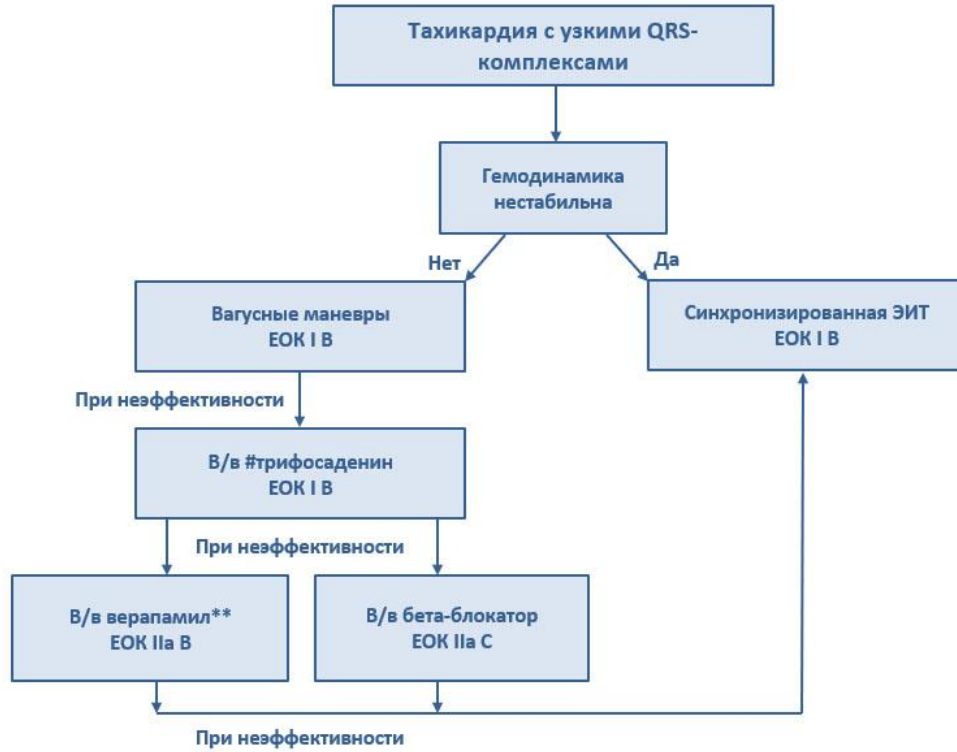 Тахикардия с узкими QRS-
комплексами
Гемодинамика
нестабильна
Нет
Да
Вагусные маневры
ЕОК I B
Синхронизированная ЭИТ
ЕОК I B
При неэффективности
В/в #трифосаденин
ЕОК I B
При неэффективности
В/в верапамил**
ЕОК IIa B
В/в бета-блокатор
ЕОК IIa C
При неэффективности